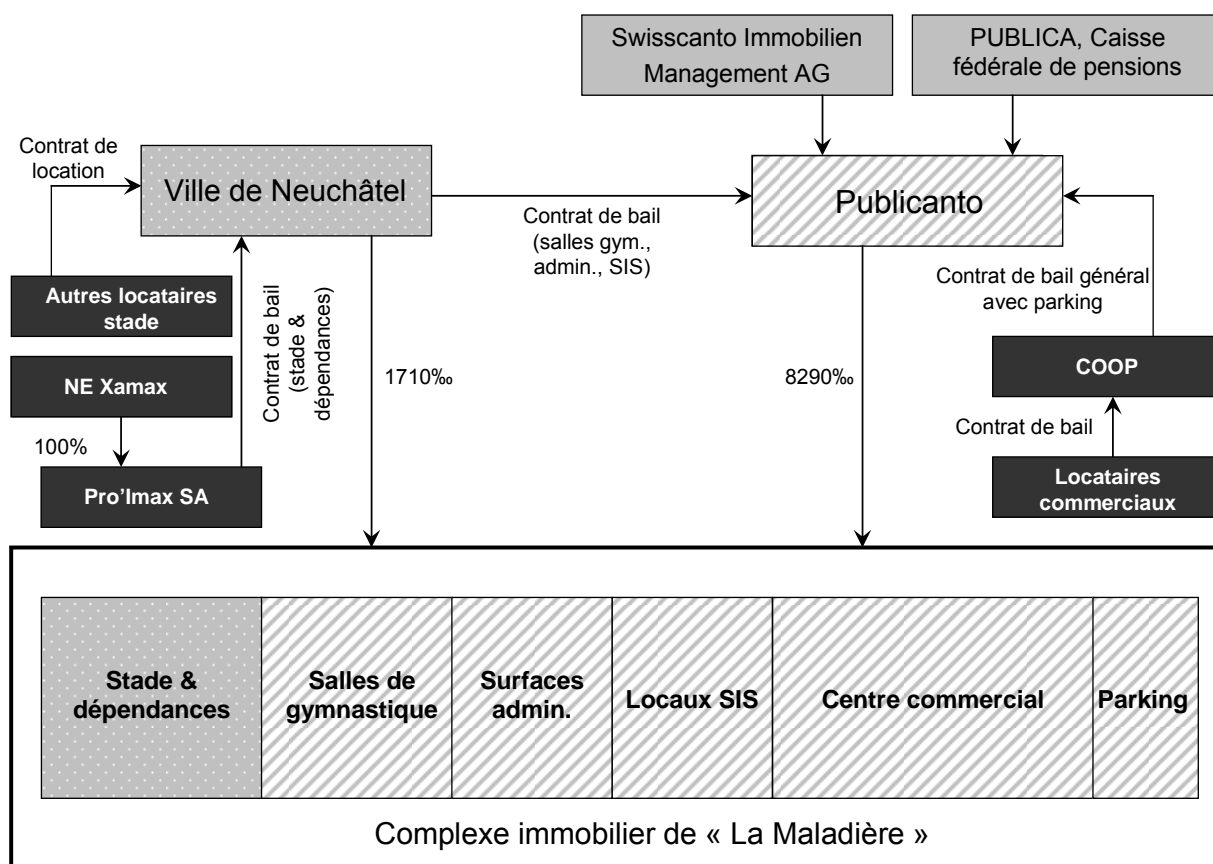 Swisscanto Immobilien
Management AG
PUBLICA, Caisse
fédérale de pensions
Contrat de
location
Ville de Neuchâtel
Publicanto
Contrat de bail
(salles gym.,
admin., SIS)
Autres locataires
stade
Contrat de bail
(stade &
dépendances)
Contrat de bail général
avec parking
NE Xamax
1710‰
8290‰
COOP
100%
Contrat de bail
Pro'Imax SA
Locataires
commerciaux
Stade &
dépendances
Salles de
gymnastique
Surfaces
admin.
Locaux SIS
Centre commercial
Parking
Complexe immobilier de « La Maladière »